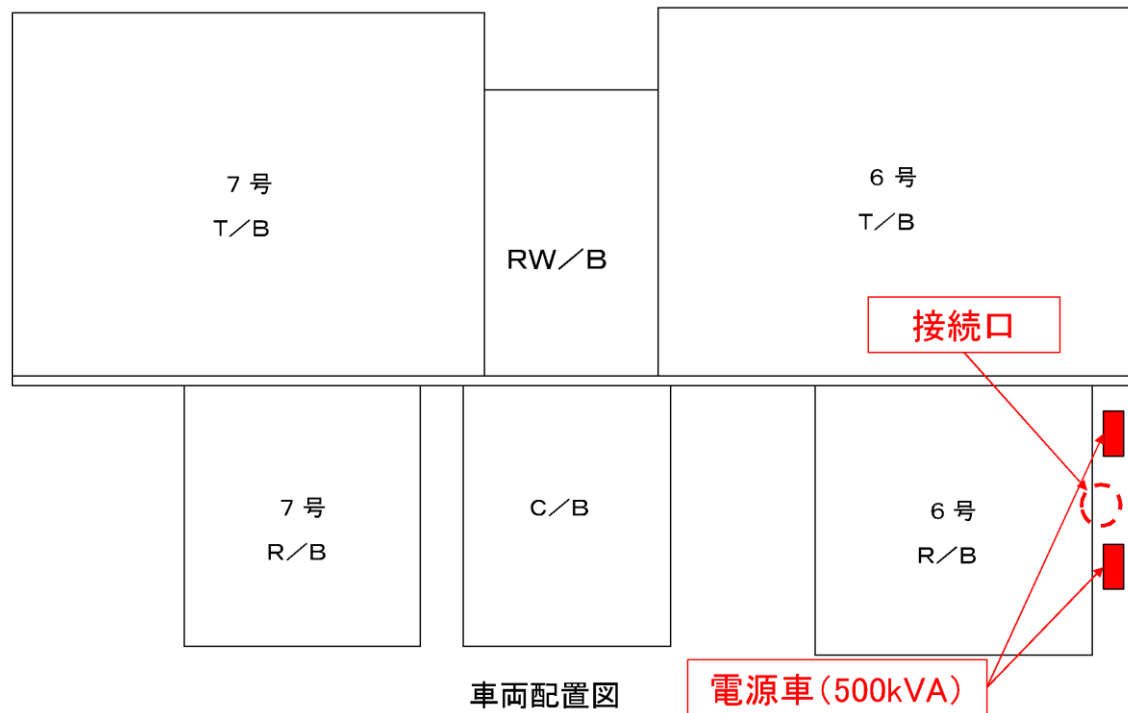 7 号
T/B
RW/B
6 号
T/B
接続口
7 号
R/B
C/B
6 号
R/B
車両配置図
電源車(500kVA)